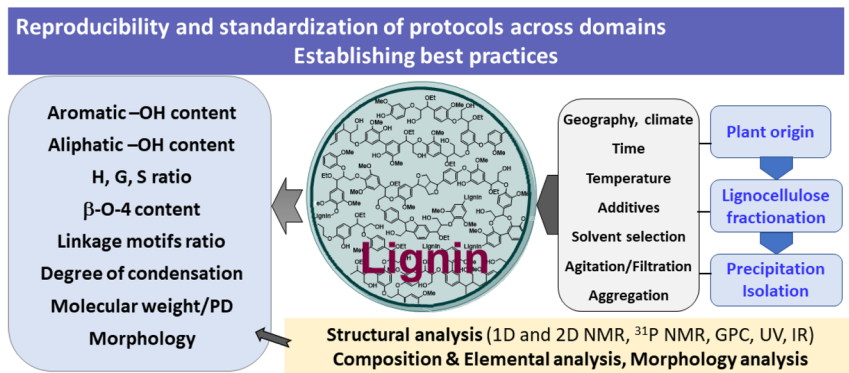 Reproducibility and standardization of protocols across domains
Establishing best practices
Aromatic –OH content
Aliphatic –OH content
H, G, S ratio
β-O-4 content
Linkage motifs ratio
Degree of condensation
Molecular weight/PD
Morphology
Lignin
Geography, climate
Time
Temperature
Additives
Solvent selection
Agitation/Filtration
Aggregation
Plant origin
Lignocellulose
fractionation
Precipitation
Isolation
Structural analysis (1D and 2D NMR, ³¹P NMR, GPC, UV, IR)
Composition & Elemental analysis, Morphology analysis